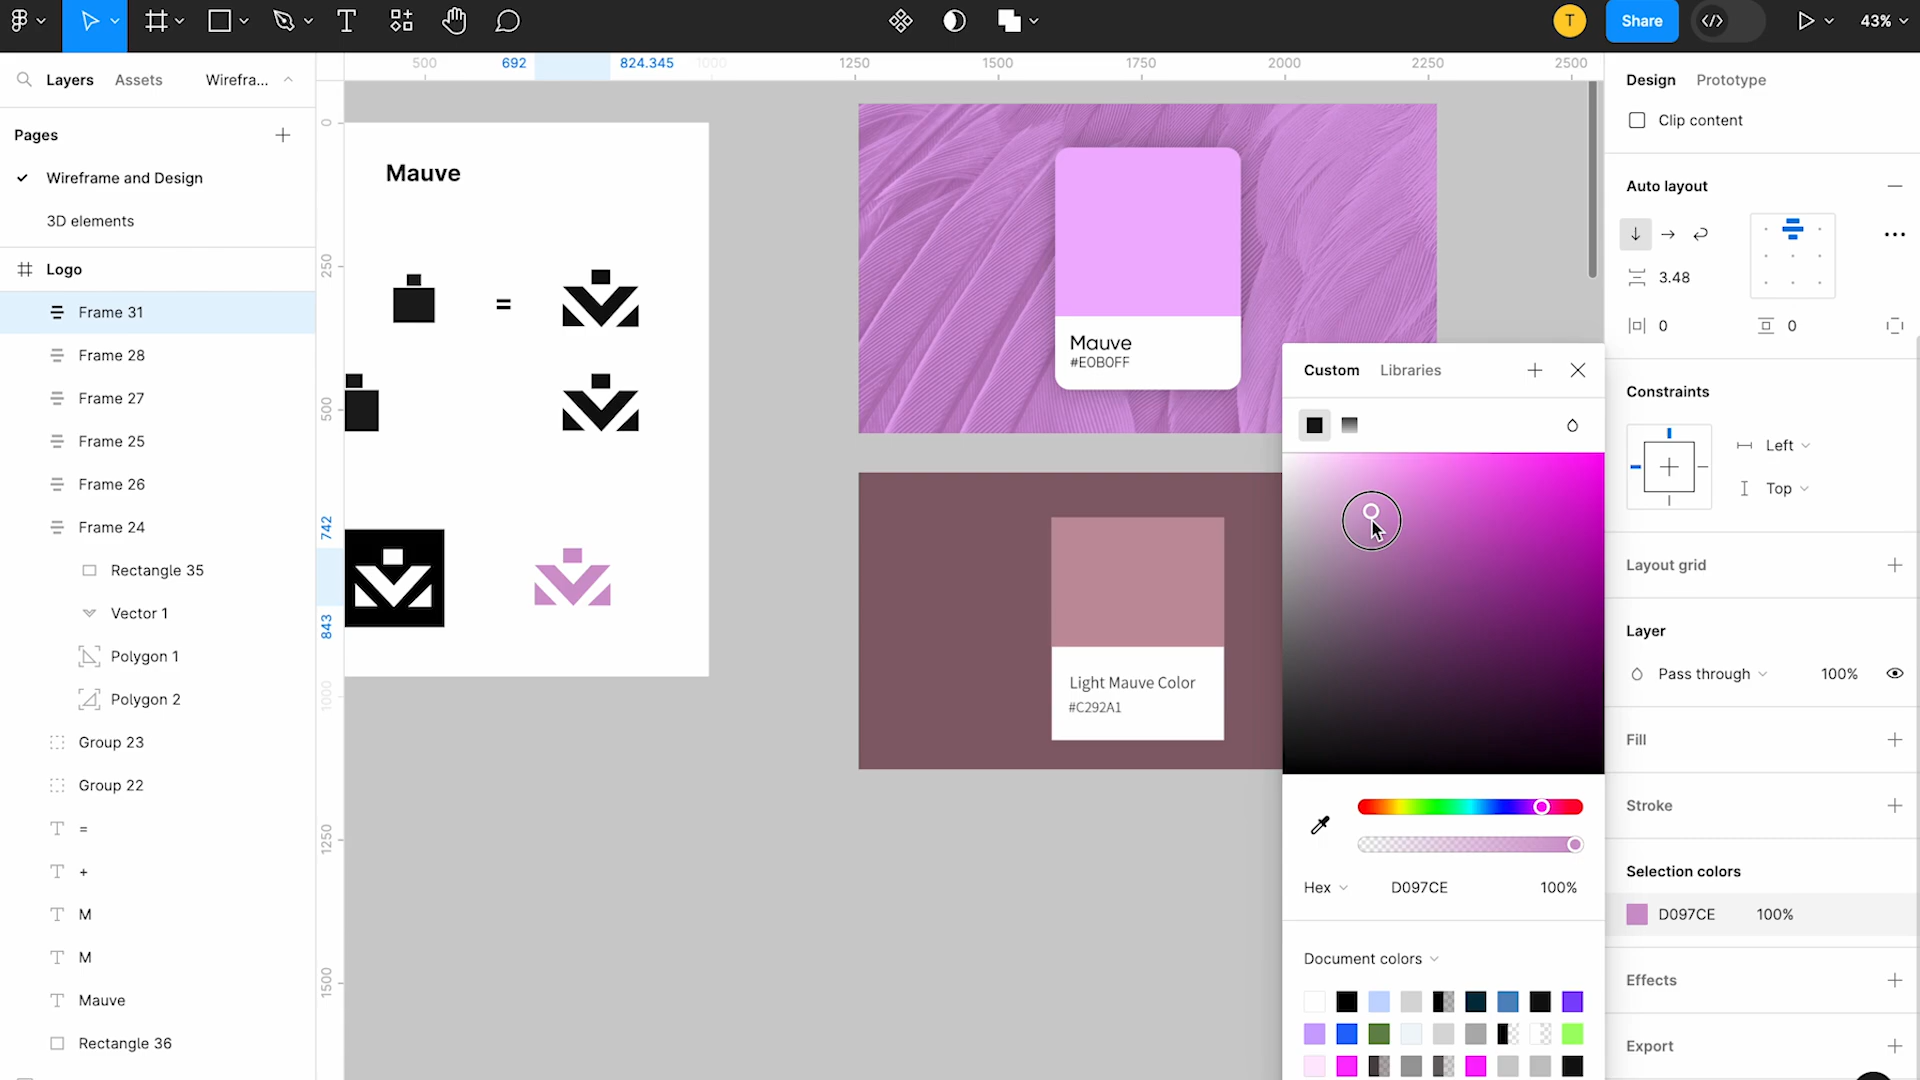 T
Share
43%
Layers
Assets
Wirefra...
500
692
824.345
1000
1250
1500
1750
2000
2250
2500
Design
Prototype
Pages
Wireframe and Design
3D elements
Logo
Frame 31
Frame 28
Frame 27
Frame 25
Frame 26
Frame 24
Rectangle 35
Vector 1
Polygon 1
Polygon 2
Group 23
Group 22
=
+
M
M
Mauve
Rectangle 36
0
250
500
742
843
1000
1250
1500
Mauve
=
Mauve
#E0B0FF
Light Mauve Color
#C292A1
Custom
Libraries
Hex
D097CE
100%
Document colors
Clip content
Auto layout
3.48
0
0
Constraints
Left
Top
Layout grid
Layer
Pass through
100%
Fill
Stroke
Selection colors
D097CE
100%
Effects
Export